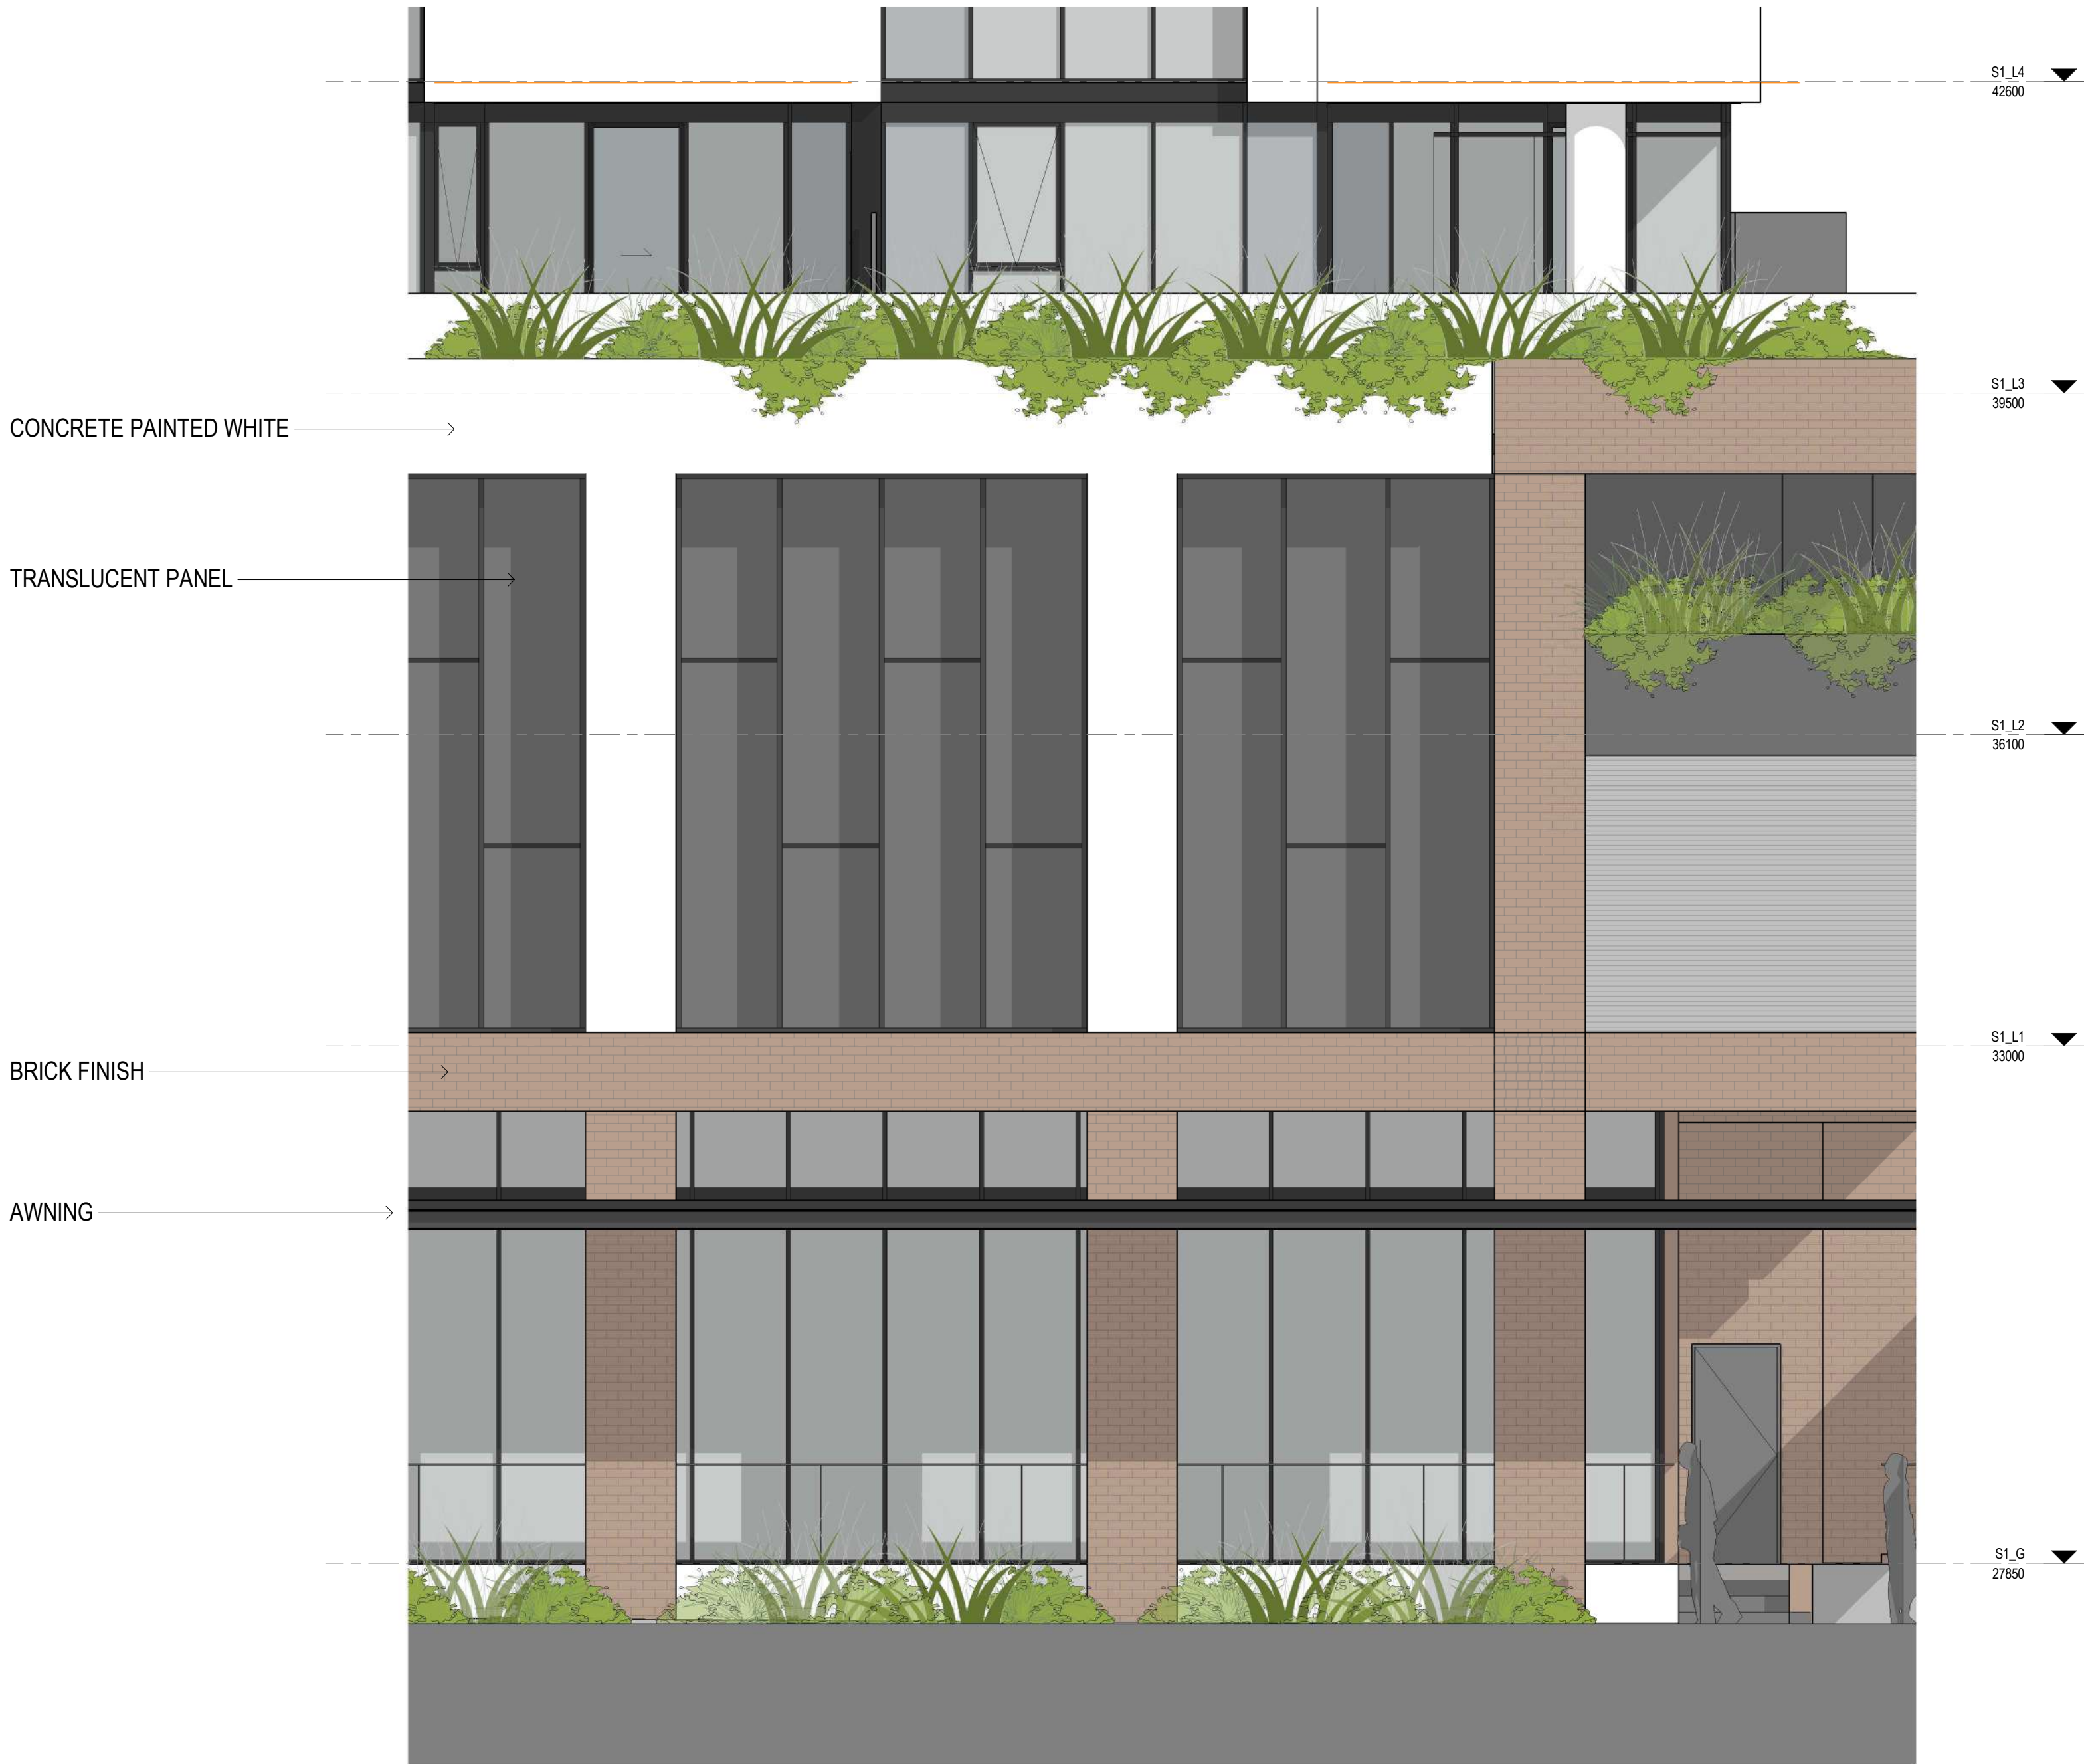 S1_L4
42600
S1_L3
39500
CONCRETE PAINTED WHITE
TRANSLUCENT PANEL
S1_L2
36100
S1_L1
33000
BRICK FINISH
AWNING
S1_G
27850